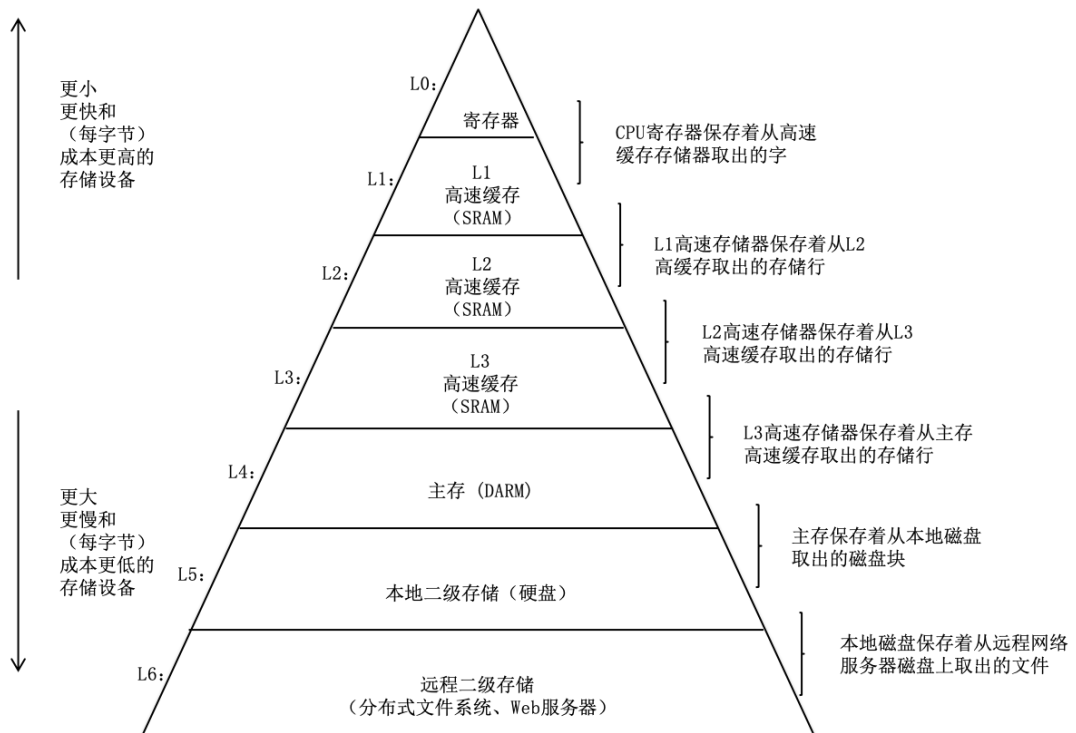 更小
更快和
（每字节）
成本更高的
存储设备
更大
更慢和
（每字节）
成本更低的
存储设备
L0:
寄存器
L1:
L1
高速缓存
（SRAM）
L2:
L2
高速缓存
（SRAM）
L3:
L3
高速缓存
（SRAM）
L4:
主存 (DARM)
L5:
本地二级存储（硬盘）
L6:
远程二级存储
（分布式文件系统、Web服务器）
CPU寄存器保存着从高速
缓存存储器取出的字
L1高速存储器保存着从L2
高缓存取出的存储行
L2高速存储器保存着从L3
高速缓存取出的存储行
L3高速存储器保存着从主存
高速缓存取出的存储行
主存保存着从本地磁盘
取出的磁盘块
本地磁盘保存着从远程网络
服务器磁盘上取出的文件